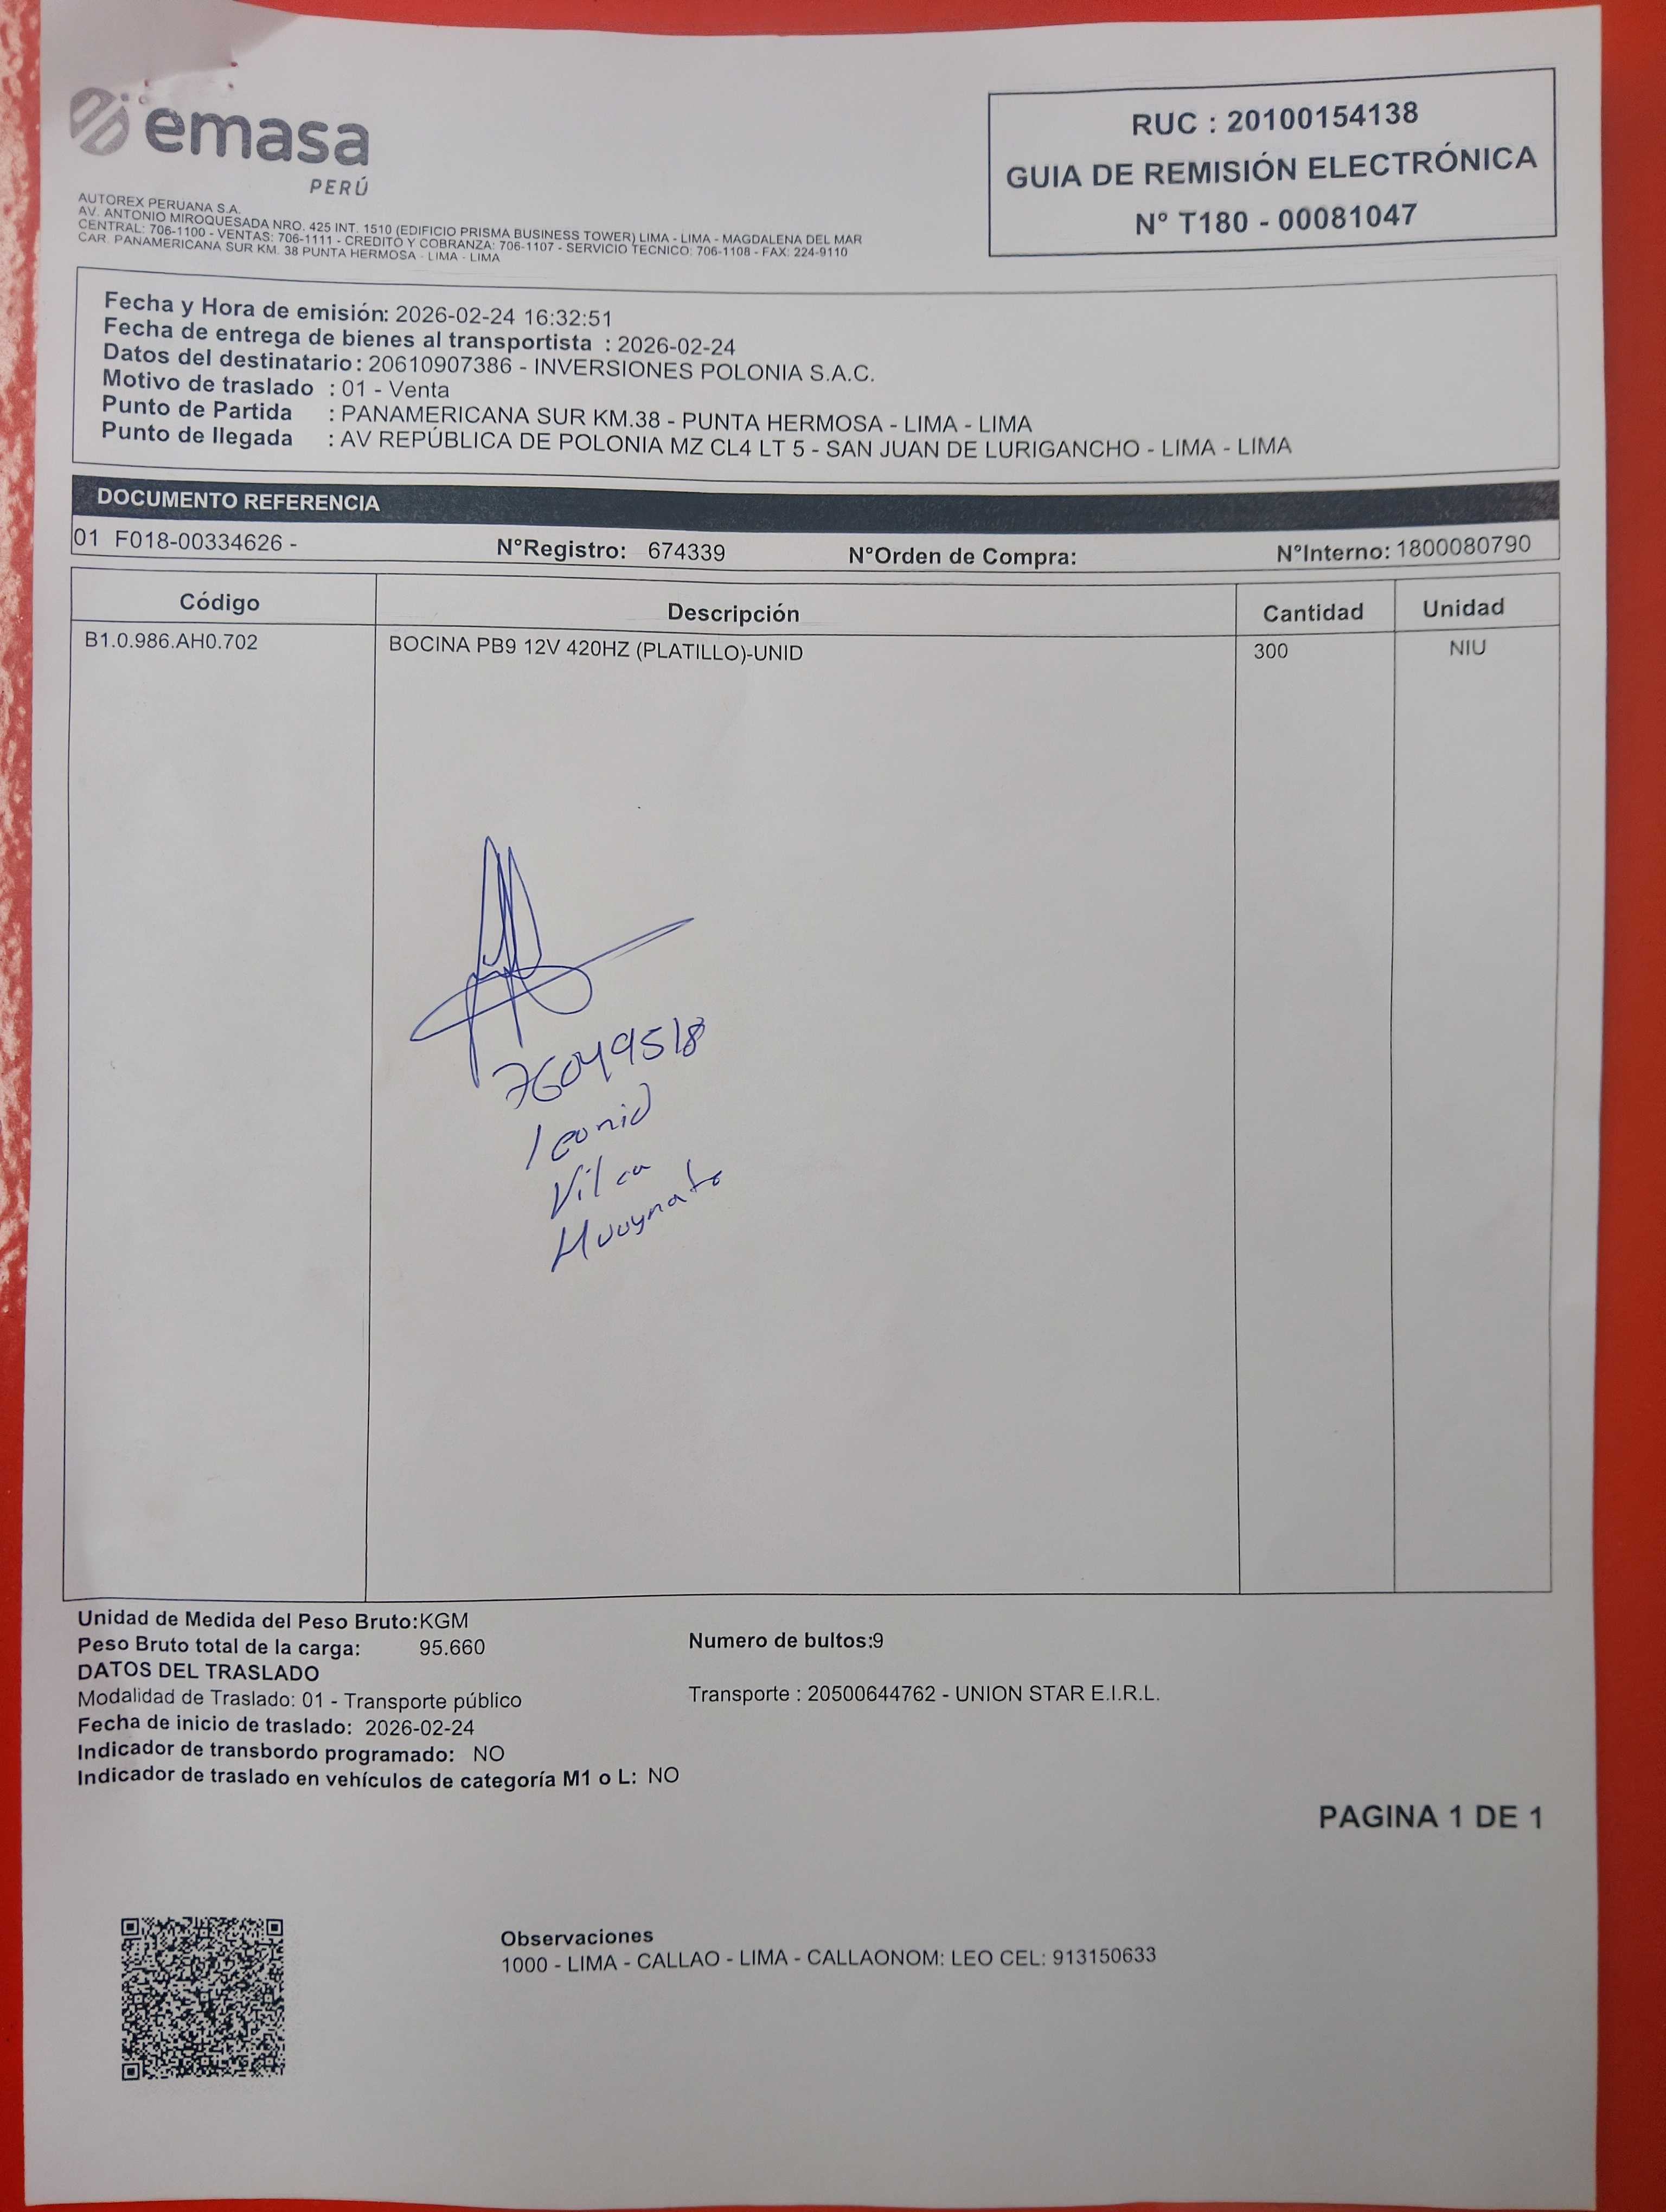 emasa
PERÚ
AUTOREX PERUANA S.A.
AV. ANTONIO MIROQUESADA NRO. 425 INT. 1510 (EDIFICIO PRISMA BUSINESS TOWER) LIMA - LIMA - MAGDALENA DEL MAR
CENTRAL: 706-1100 - VENTAS: 706-1111 - CREDITO Y COBRANZA: 706-1107 - SERVICIO TECNICO: 706-1108 - FAX: 224-9110
CAR. PANAMERICANA SUR KM. 38 PUNTA HERMOSA - LIMA - LIMA
RUC : 20100154138
GUIA DE REMISIÓN ELECTRÓNICA
Nº T180 - 00081047
Fecha y Hora de emisión: 2026-02-24 16:32:51
Fecha de entrega de bienes al transportista : 2026-02-24
Datos del destinatario: 20610907386 - INVERSIONES POLONIA S.A.C.
Motivo de traslado : 01 - Venta
Punto de Partida : PANAMERICANA SUR KM.38 - PUNTA HERMOSA - LIMA - LIMA
Punto de llegada : AV REPÚBLICA DE POLONIA MZ CL4 LT 5 - SAN JUAN DE LURIGANCHO - LIMA - LIMA
DOCUMENTO REFERENCIA
01 F018-00334626 - N°Registro: 674339 N°Orden de Compra: N°Interno: 1800080790
Código Descripción Cantidad Unidad
B1.0.986.AH0.702 BOCINA PB9 12V 420HZ (PLATILLO)-UNID 300 NIU
76049518
leonid
Vilca
Unidad de Medida del Peso Bruto:KGM
Peso Bruto total de la carga: 95.660 Numero de bultos:9
DATOS DEL TRASLADO
Modalidad de Traslado: 01 - Transporte público Transporte : 20500644762 - UNION STAR E.I.R.L.
Fecha de inicio de traslado: 2026-02-24
Indicador de transbordo programado: NO
Indicador de traslado en vehículos de categoría M1 o L: NO
PAGINA 1 DE 1
Observaciones
1000 - LIMA - CALLAO - LIMA - CALLAONOM: LEO CEL: 913150633